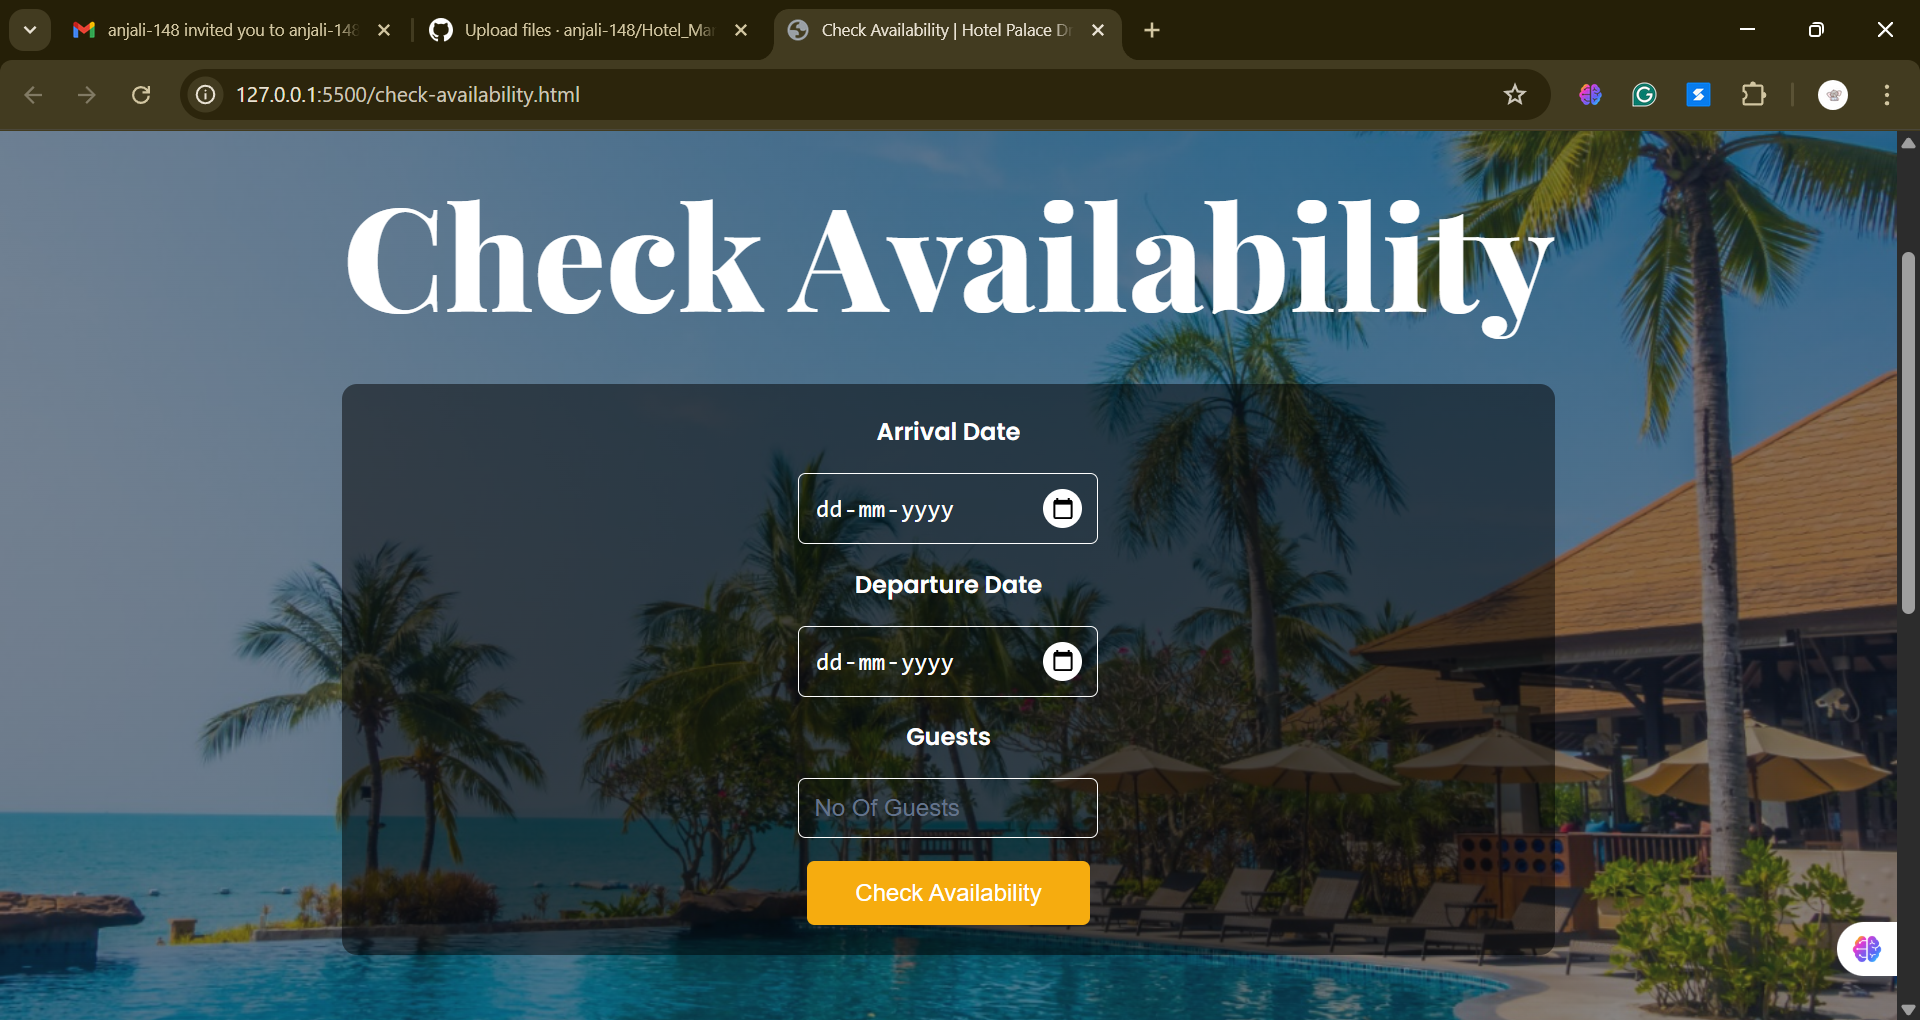 anjali-148 invited you to anjali-148
Upload files · anjali-148/Hotel_Mar
Check Availability | Hotel Palace Dr
127.0.0.1:5500/check-availability.html
Check Availability
Arrival Date
dd-mm-yyyy
Departure Date
dd-mm-yyyy
Guests
No Of Guests
Check Availability